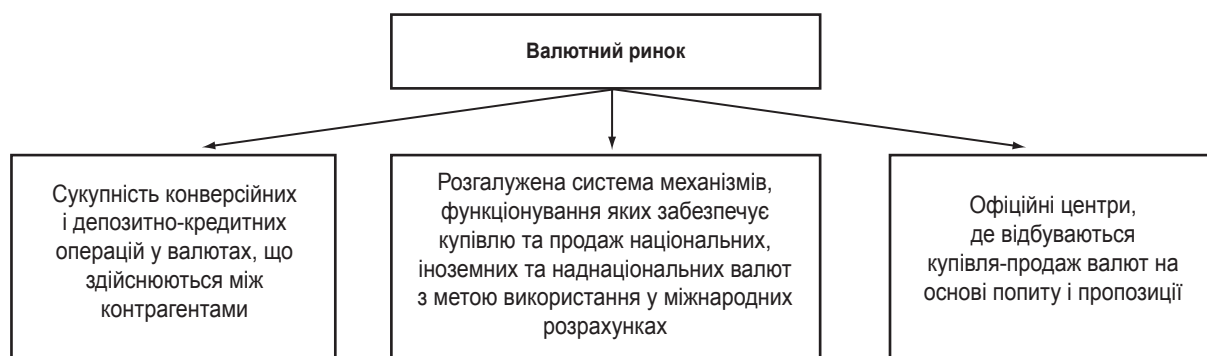 Валютний ринок
Сукупність конверсійних
і депозитно-кредитних
операцій у валютах, що
здійснюються між
контрагентами
Розгалужена система механізмів,
функціонування яких забезпечує
купівлю та продаж національних,
іноземних та наднаціональних валют
з метою використання у міжнародних
розрахунках
Офіційні центри,
де відбуваються
купівля-продаж валют на
основі попиту і пропозиції